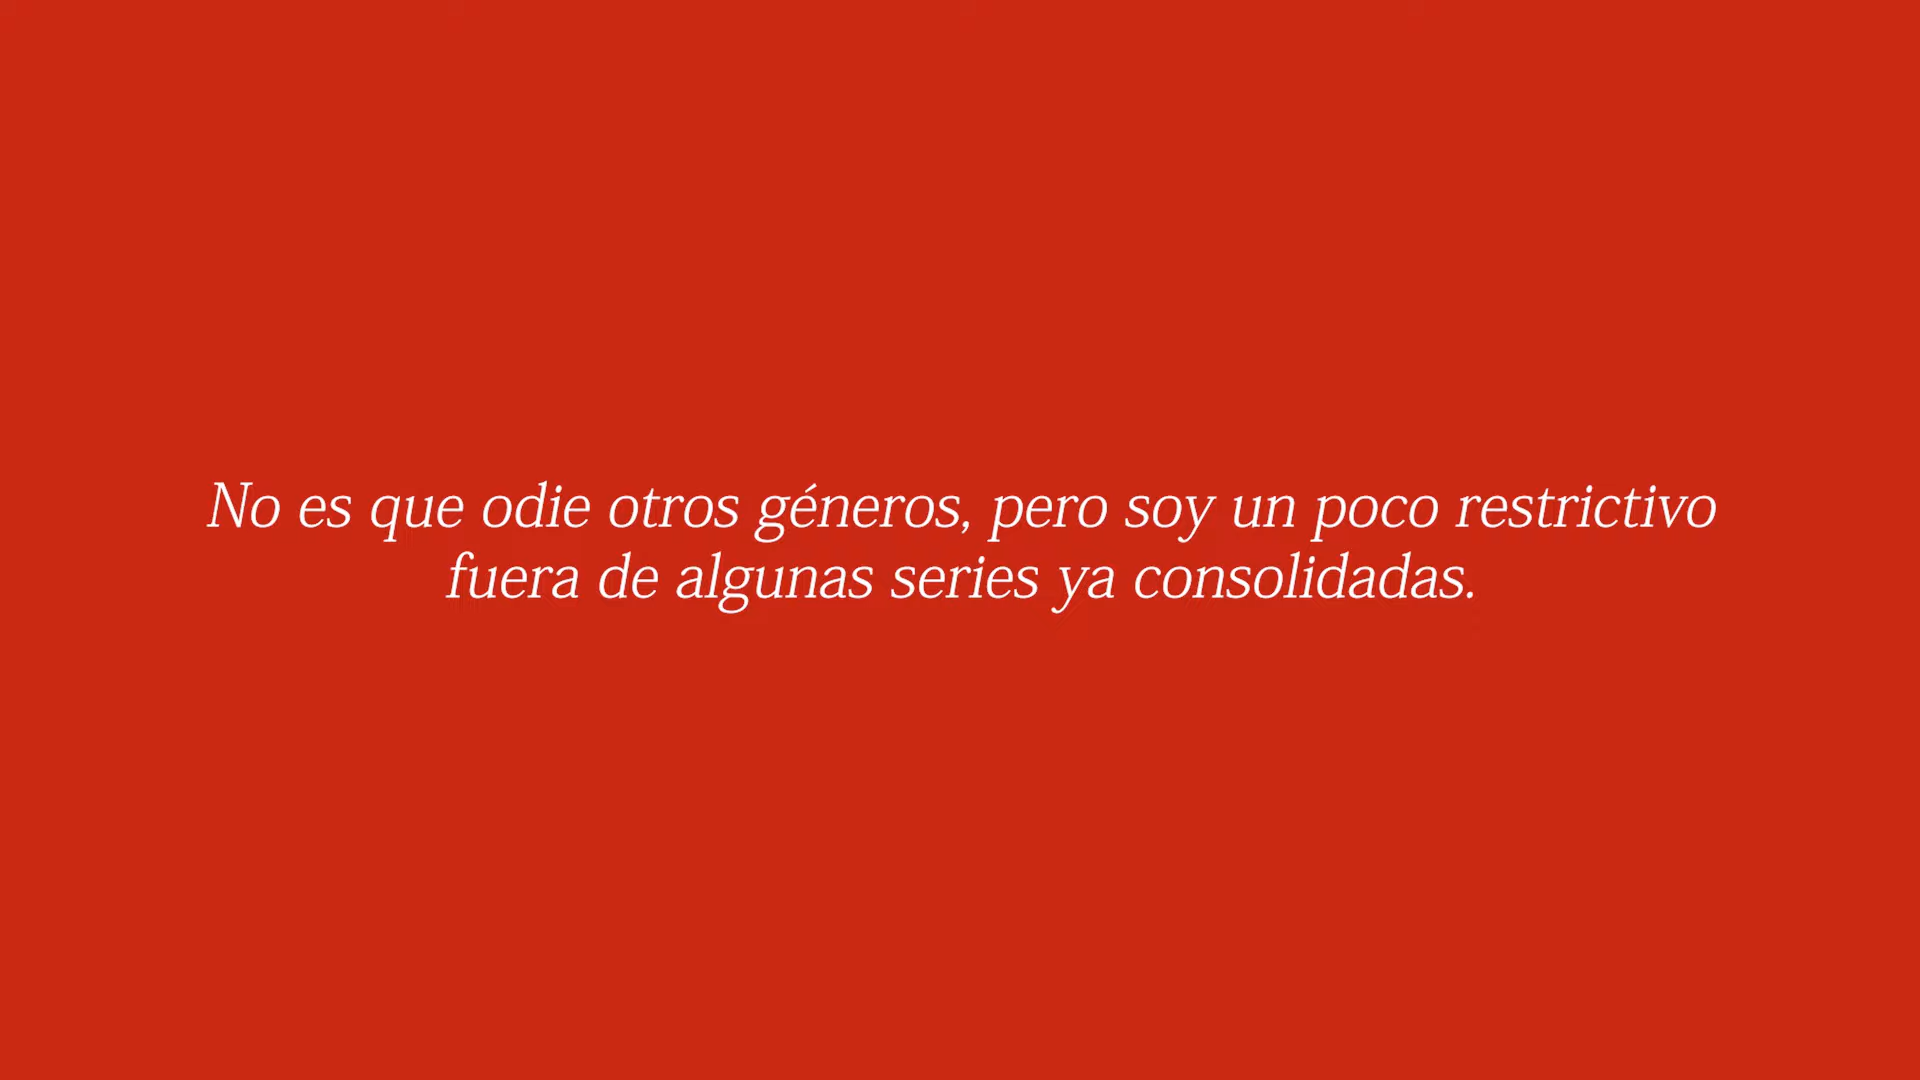 No es que odie otros géneros, pero soy un poco restrictivo
fuera de algunas series ya consolidadas.